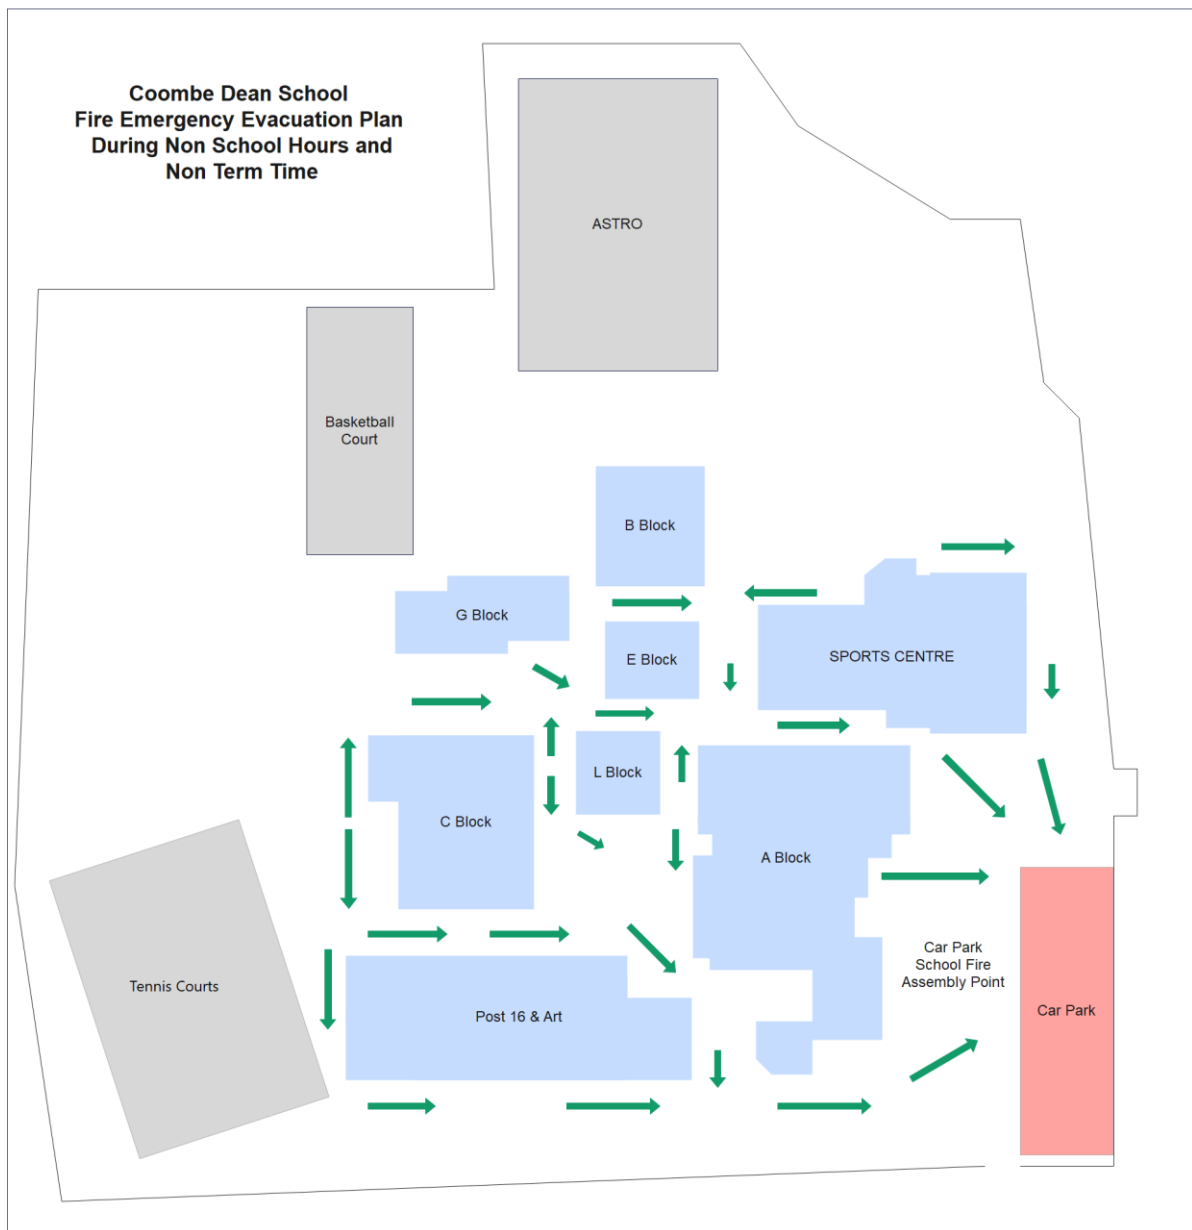 Coombe Dean School
Fire Emergency Evacuation Plan
During Non School Hours and
Non Term Time
ASTRO
Basketball
Court
B Block
G Block
E Block
SPORTS CENTRE
L Block
C Block
A Block
Tennis Courts
Post 16 & Art
Car Park
School Fire
Assembly Point
Car Park